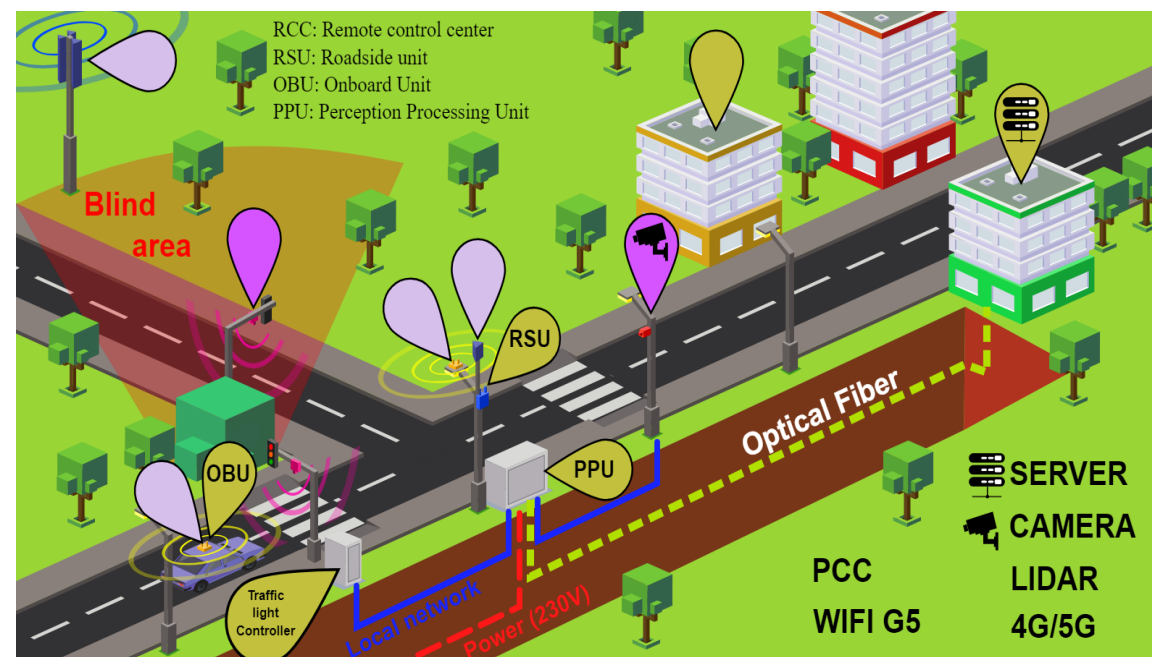 RCC: Remote control center
RSU: Roadside unit
OBU: Onboard Unit
PPU: Perception Processing Unit
Blind
area
RSU
Optical Fiber
OBU
PPU
SERVER
CAMERA
PCC
LIDAR
WIFI G5
4G/5G
Traffic
light
Controller
Local network
Power (230V)